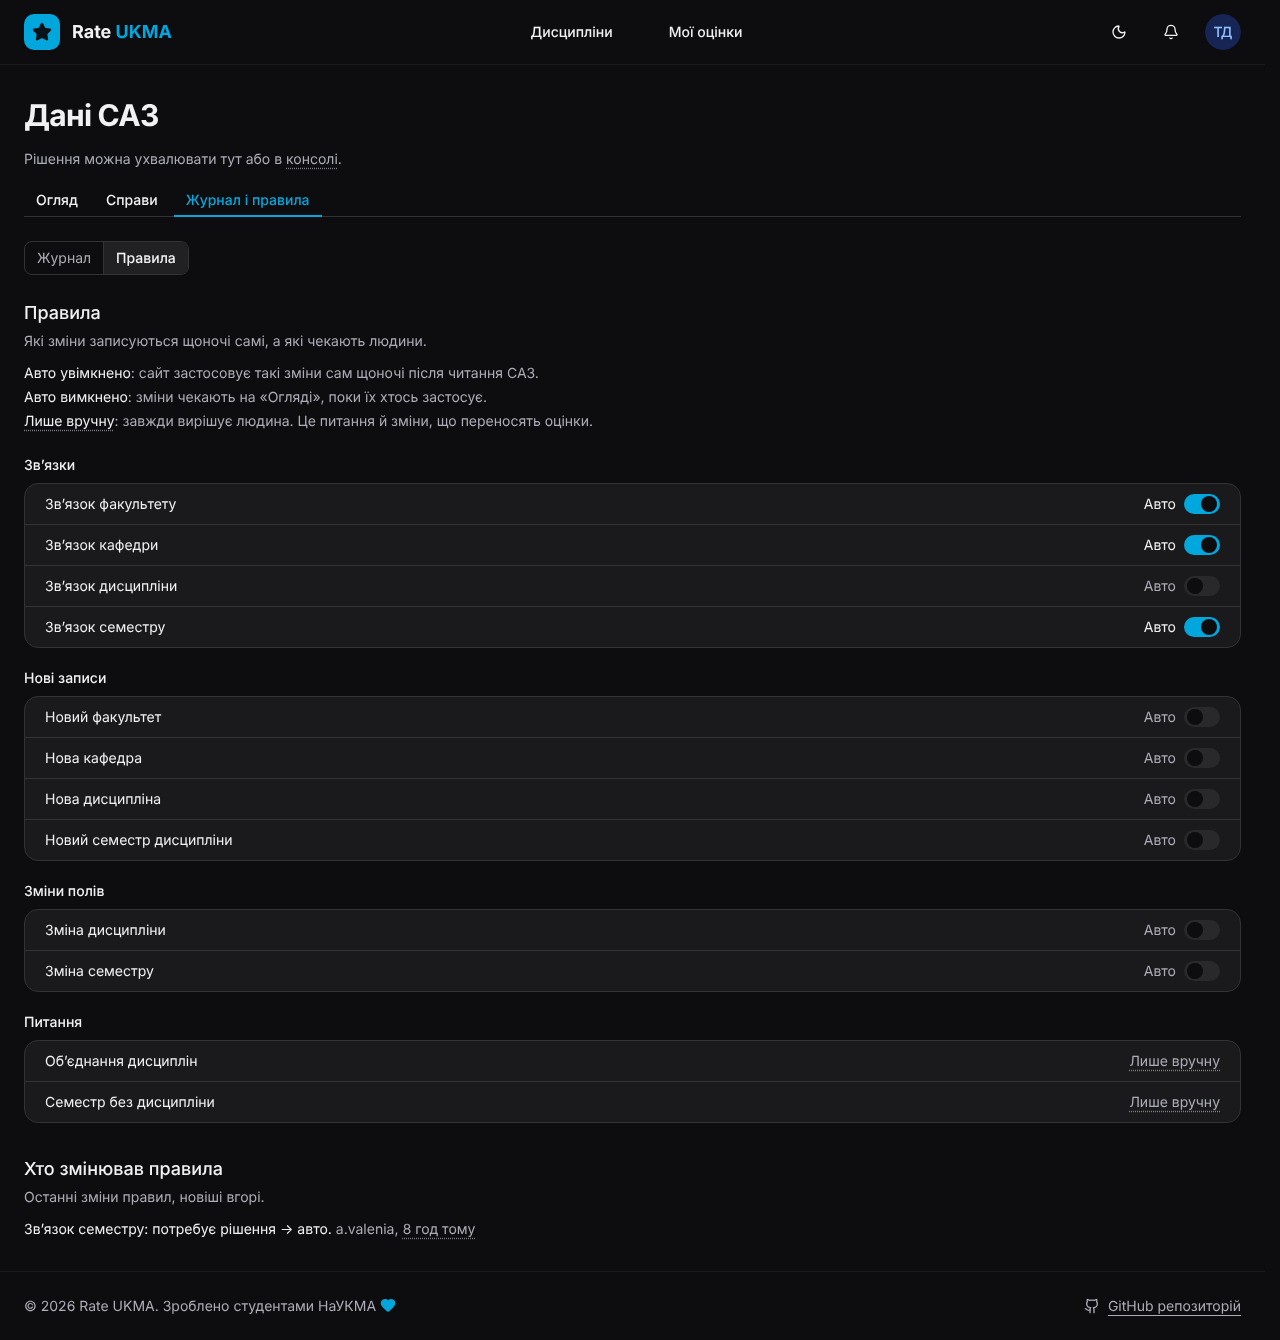 Rate UKMA
Дисципліни
Мої оцінки
ТД
Дані САЗ
Рішення можна ухвалювати тут або в консолі.
Огляд
Справи
Журнал і правила
Журнал
Правила
Правила
Які зміни записуються щоночі самі, а які чекають людини.
Авто увімкнено: сайт застосовує такі зміни сам щоночі після читання САЗ.
Авто вимкнено: зміни чекають на «Огляді», поки їх хтось застосує.
Лише вручну: завжди вирішує людина. Це питання й зміни, що переносять оцінки.
Зв’язки
Зв’язок факультету Авто
Зв’язок кафедри Авто
Зв’язок дисципліни Авто
Зв’язок семестру Авто
Нові записи
Новий факультет Авто
Нова кафедра Авто
Нова дисципліна Авто
Новий семестр дисципліни Авто
Зміни полів
Зміна дисципліни Авто
Зміна семестру Авто
Питання
Об’єднання дисциплін Лише вручну
Семестр без дисципліни Лише вручну
Хто змінював правила
Останні зміни правил, новіші вгорі.
Зв’язок семестру: потребує рішення → авто. a.valenia, 8 год тому
© 2026 Rate UKMA. Зроблено студентами НаУКМА
GitHub репозиторій